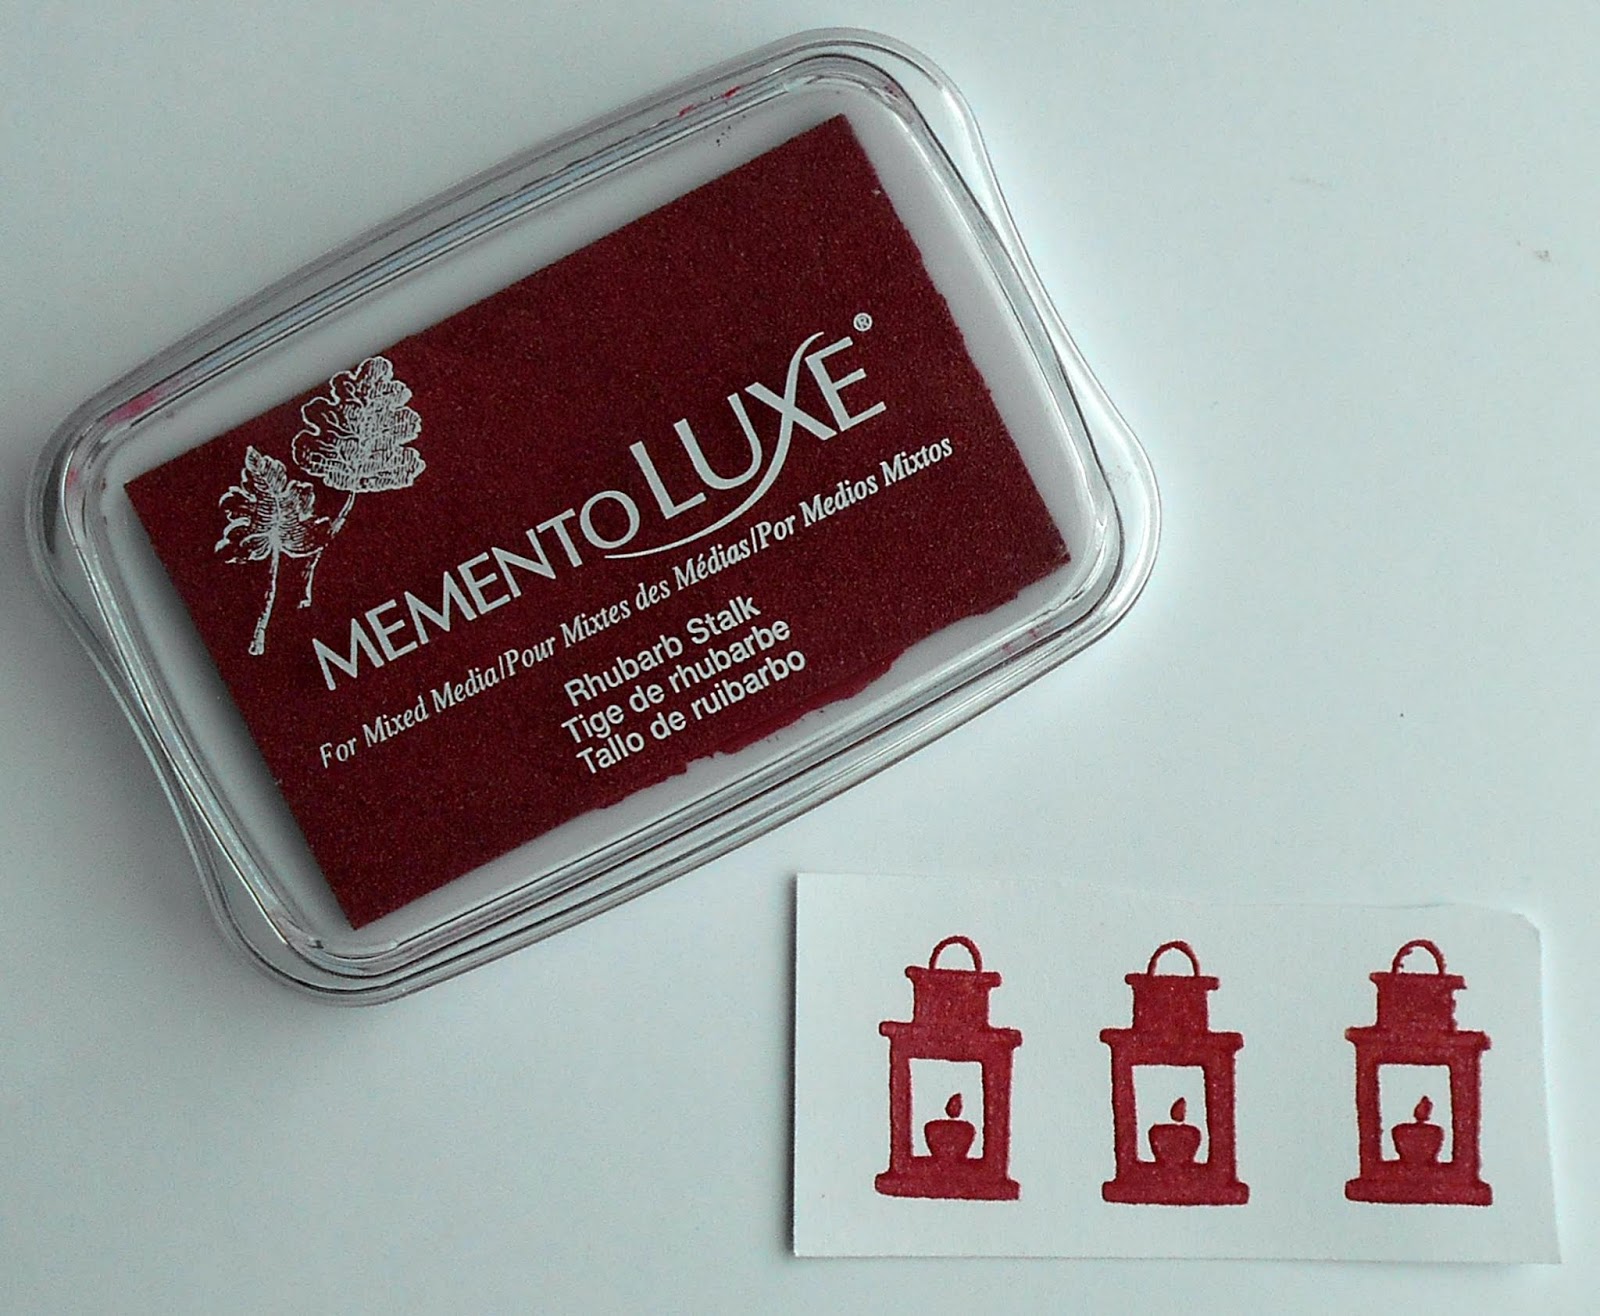 MEMENTO LUXE®
For Mixed Media/Pour Mixtes des Médias/Por Medios Mixtos
Rhubarb Stalk
Tige de rhubarbe
Tallo de ruibarbo